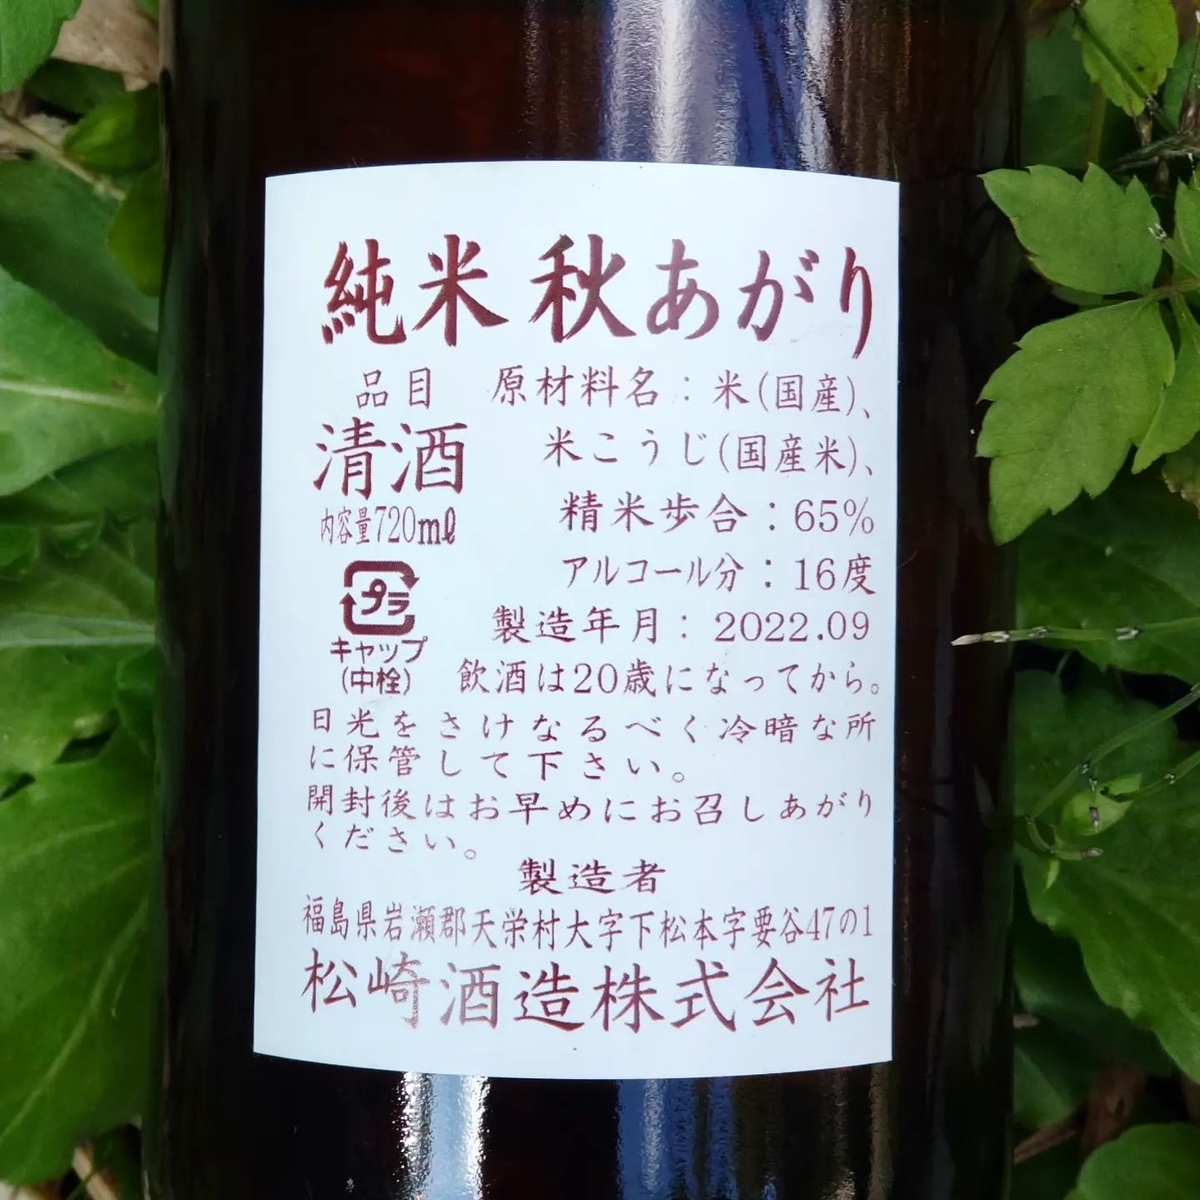 純米 秋あがり
品目
清酒
内容量720ml
プラ
キャップ
(中栓)
原材料名：米(国産)、
米こうじ(国産米)、
精米歩合：65%
アルコール分：16度
製造年月：2022.09
飲酒は20歳になってから。
日光をさけなるべく冷暗な所
に保管して下さい。
開封後はお早めにお召しあがり
ください。
製造者
福島県岩瀬郡天栄村大字下松本字要谷47の1
松崎酒造株式会社